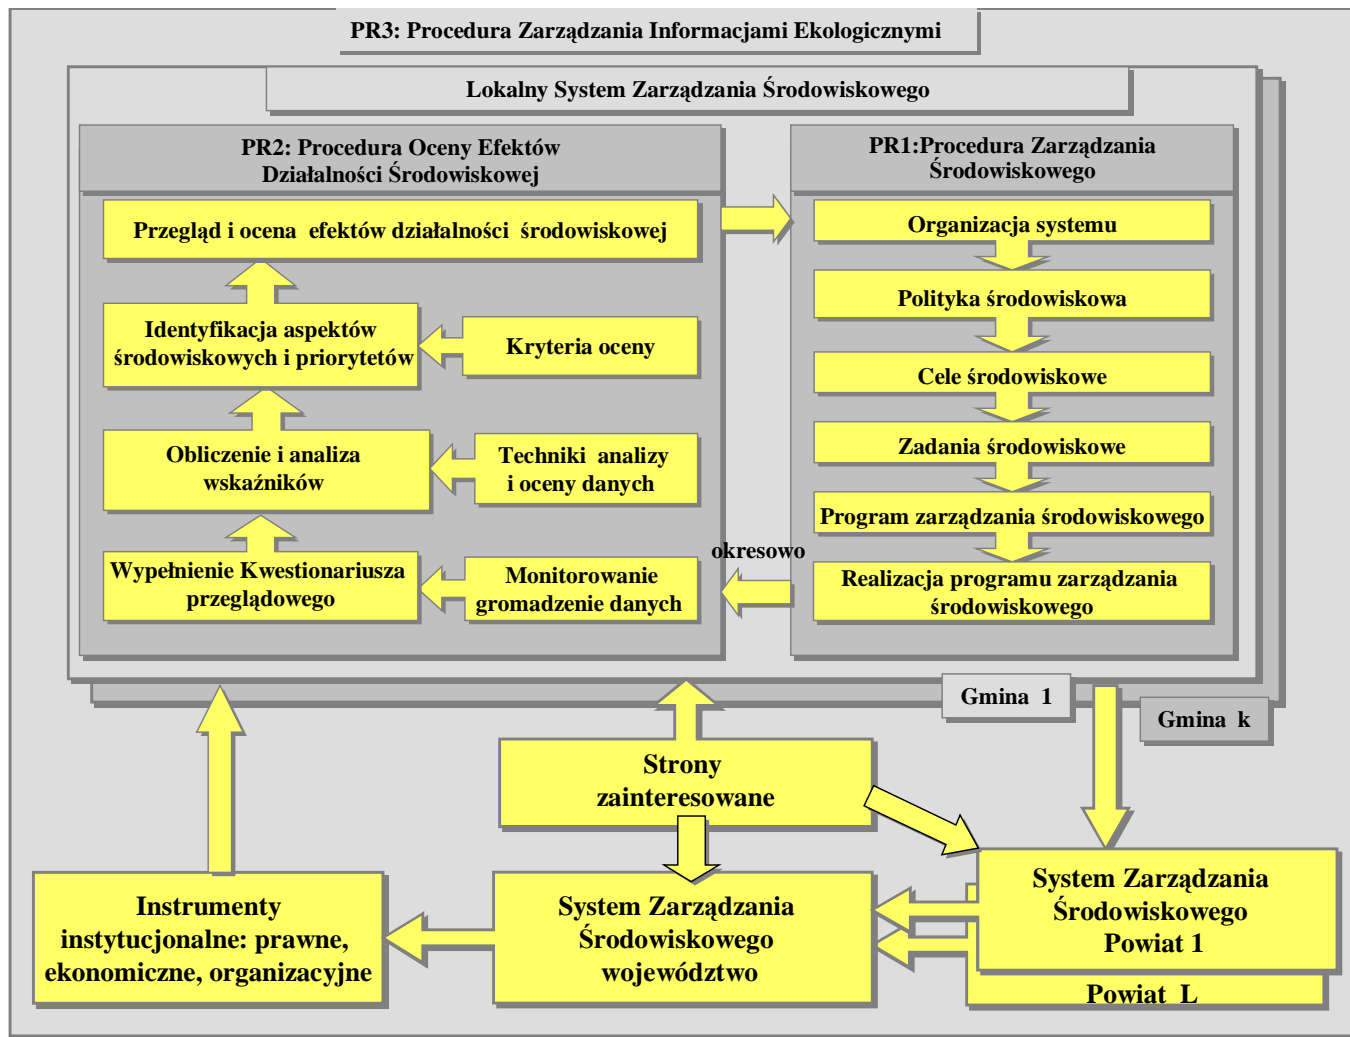 PR3: Procedura Zarządzania Informacjami Ekologicznymi
Lokalny System Zarządzania Środowiskowego
PR2: Procedura Oceny Efektów
Działalności Środowiskowej
Przegląd i ocena efektów działalności środowiskowej
Identyfikacja aspektów
środowiskowych i priorytetów
Kryteria oceny
Obliczenie i analiza
wskaźników
Techniki analizy
i oceny danych
Wypełnienie Kwestionariusza
przeglądowego
Monitorowanie
gromadzenie danych
okresowo
PR1:Procedura Zarządzania
Środowiskowego
Organizacja systemu
Polityka środowiskowa
Cele środowiskowe
Zadania środowiskowe
Program zarządzania środowiskowego
Realizacja programu zarządzania
środowiskowego
Gmina 1
Gmina k
Strony
zainteresowane
Instrumenty
instytucjonalne: prawne,
ekonomiczne, organizacyjne
System Zarządzania
Środowiskowego
województwo
System Zarządzania
Środowiskowego
Powiat 1
Powiat L